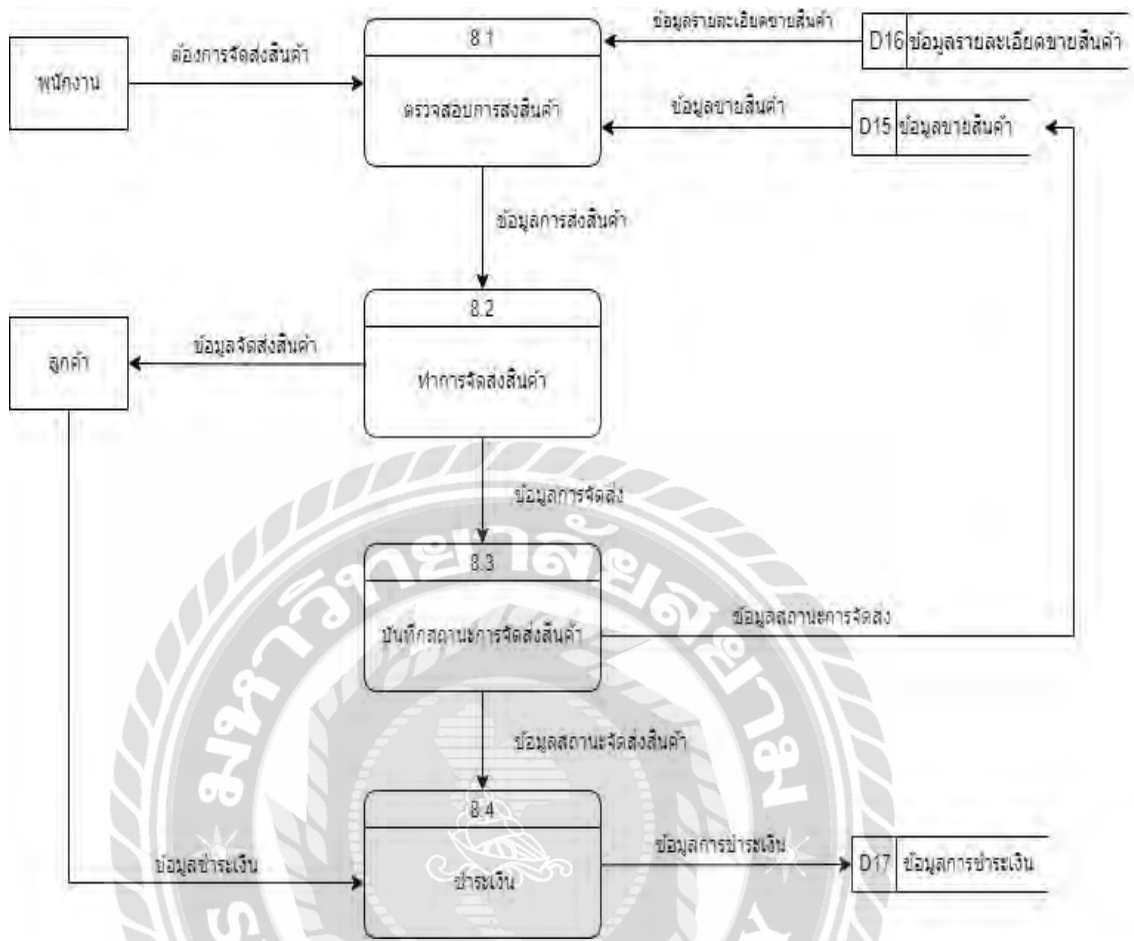 8.1
ข้อมูลรายละเอียดขายสินค้า
D16 ข้อมูลรายละเอียดขายสินค้า
ต้องการจัดส่งสินค้า
พนักงาน
ตรวจสอบการส่งสินค้า
ข้อมูลขายสินค้า
D15 ข้อมูลขายสินค้า
ข้อมูลการส่งสินค้า
8.2
ข้อมูลจัดส่งสินค้า
ลูกค้า
ทำการจัดส่งสินค้า
ข้อมูลการจัดส่ง
8.3
บันทึกสถานะการจัดส่งสินค้า
ข้อมูลสถานะการจัดส่ง
ข้อมูลสถานะจัดส่งสินค้า
8.4
ข้อมูลชำระเงิน
ชำระเงิน
ข้อมูลการชำระเงิน
D17 ข้อมูลการชำระเงิน
มหาวิทยาลัยสยาม